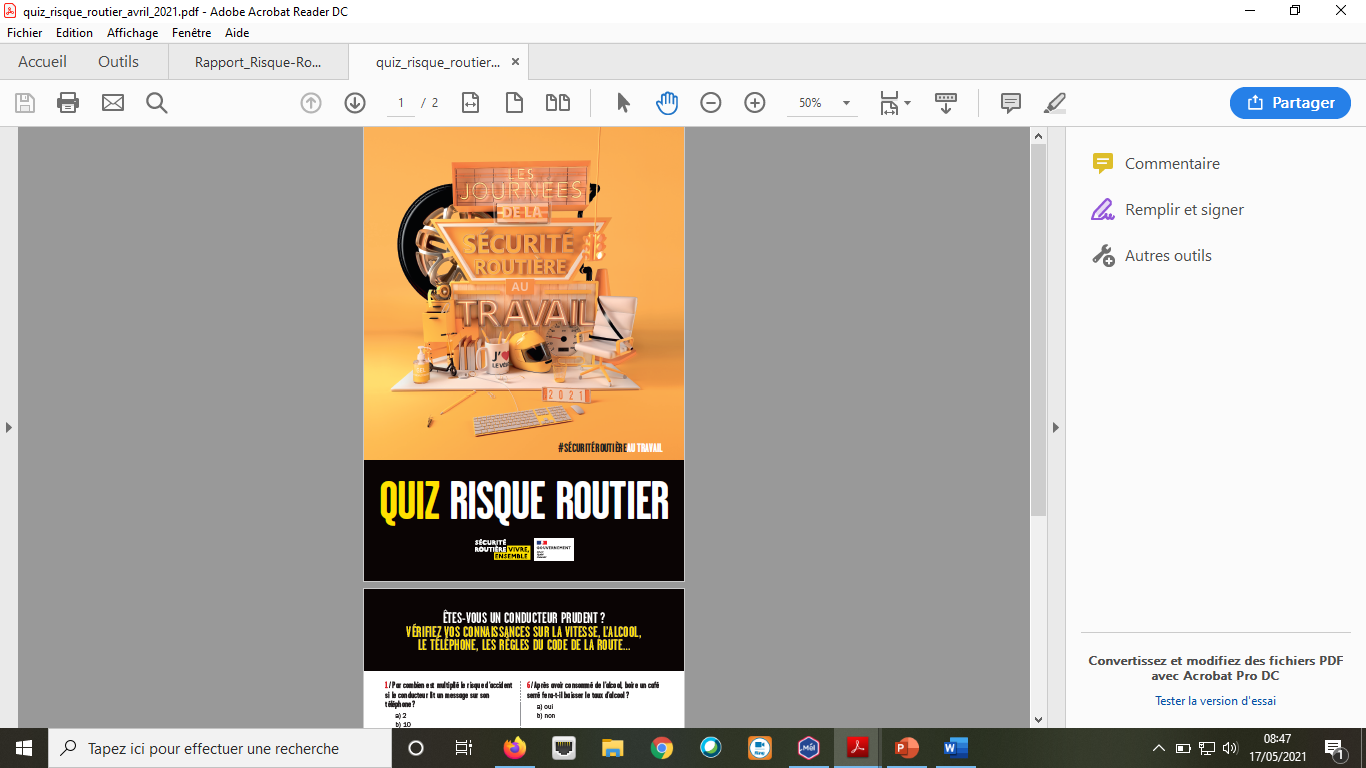 quiz_risque_routier_avril_2021.pdf - Adobe Acrobat Reader DC
Fichier Edition Affichage Fenêtre Aide
Accueil Outils Rapport_Risque-Ro... quiz_risque_routier... ×
1 / 2 50% Partager
Commentaire
Remplir et signer
Autres outils
LES
JOURNÉES
DE LA
SÉCURITÉ
ROUTIÈRE
AU
TRAVAIL
J'
LE VÉLO
2021
#SÉCURITÉROUTIÈREAU TRAVAIL
QUIZ RISQUE ROUTIER
SÉCURITÉ
ROUTIÈRE VIVRE,
ENSEMBLE
GOUVERNEMENT
ÊTES-VOUS UN CONDUCTEUR PRUDENT ?
VÉRIFIEZ VOS CONNAISSANCES SUR LA VITESSE, L'ALCOOL,
LE TÉLÉPHONE, LES RÈGLES DU CODE DE LA ROUTE...
1/ Par combien est multiplié le risque d'accident
si le conducteur lit un message sur son
téléphone ?
a) 2
b) 10
6/ Après avoir consommé de l'alcool, boire un café
serré fera-t-il baisser le taux d'alcool ?
a) oui
b) non
Convertissez et modifiez des fichiers PDF
avec Acrobat Pro DC
Tester la version d'essai
Tapez ici pour effectuer une recherche
08:47
17/05/2021
1